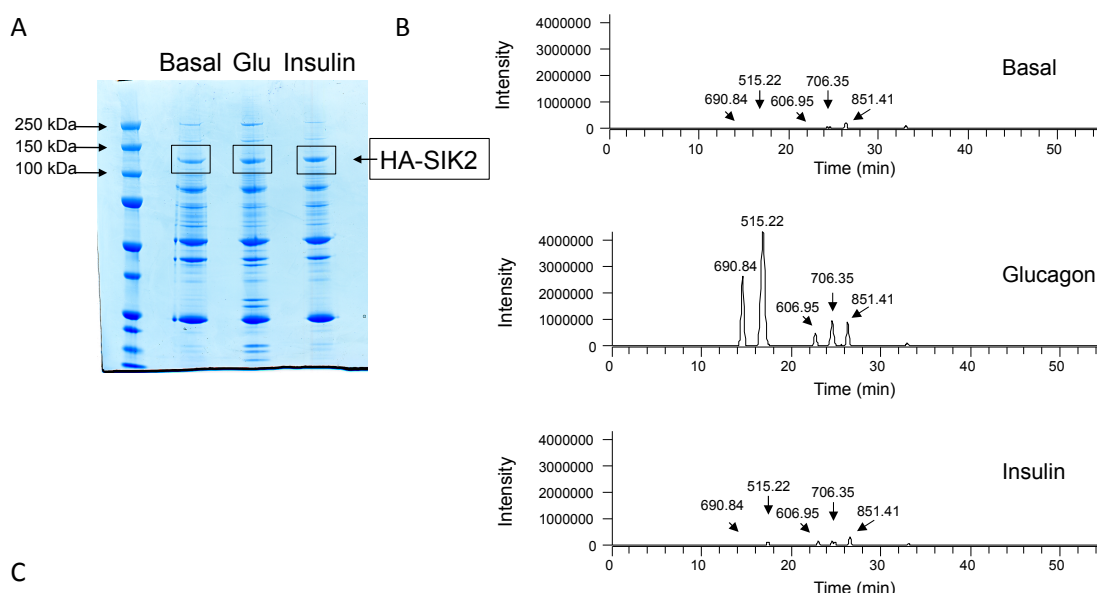 A
Basal Glu Insulin
250 kDa
150 kDa
100 kDa
HA-SIK2
B
Intensity
4000000
3000000
2000000
1000000
0
690.84
515.22
606.95
706.35
851.41
Basal
0 10 20 30 40 50
Time (min)
Intensity
4000000
3000000
2000000
1000000
0
690.84
515.22
606.95
706.35
851.41
Glucagon
0 10 20 30 40 50
Time (min)
Intensity
4000000
3000000
2000000
1000000
0
690.84
515.22
606.95
706.35
851.41
Insulin
0 10 20 30 40 50
Time (min)
C